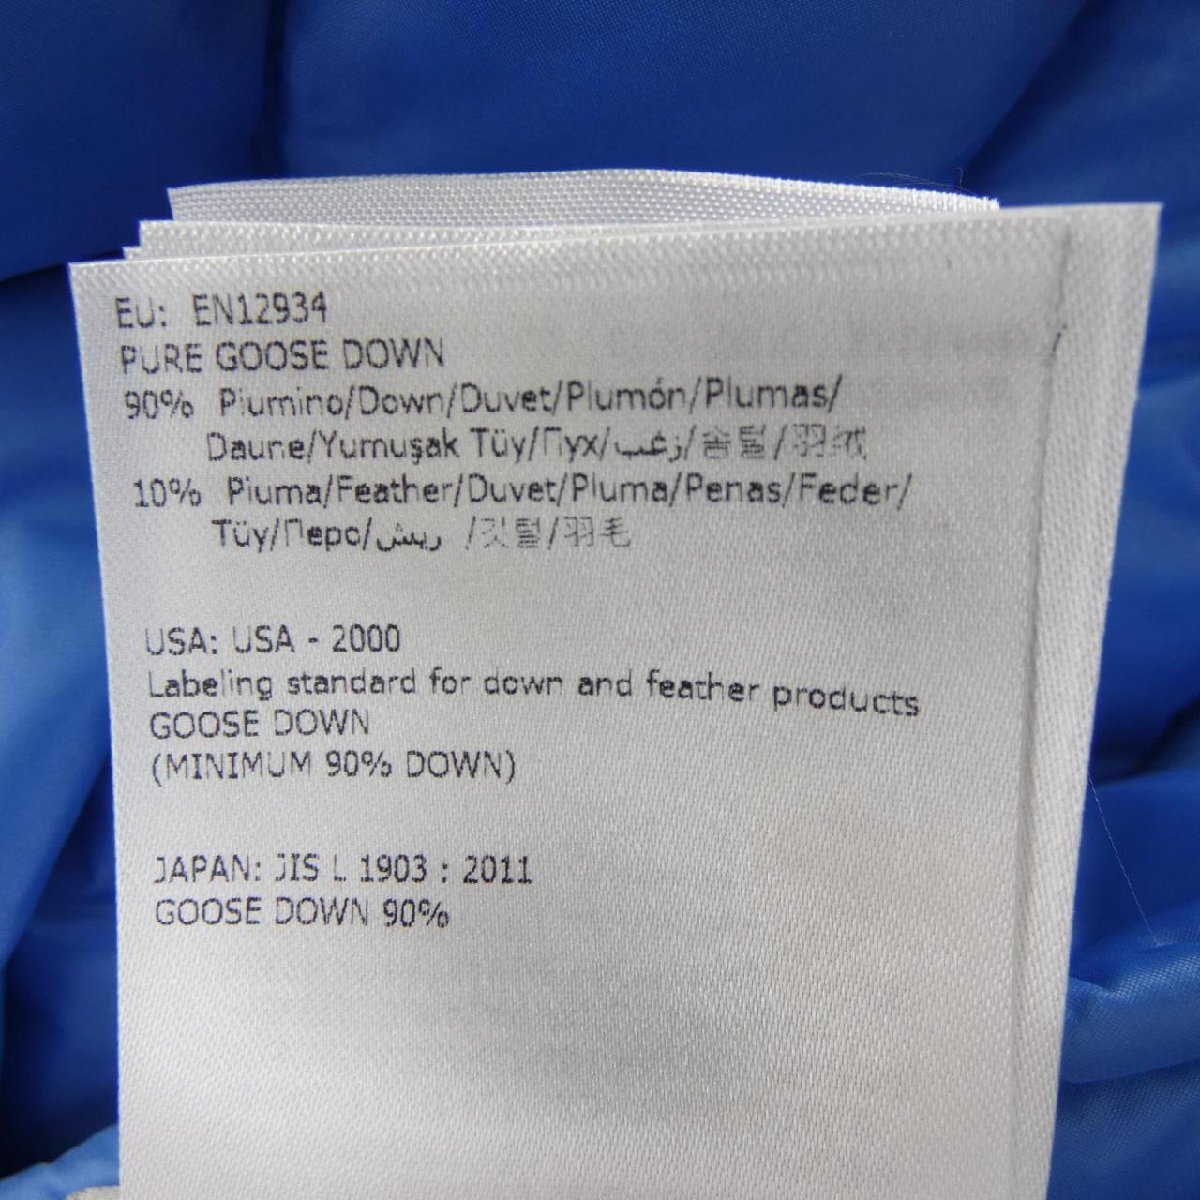 EU: EN12934
PURE GOOSE DOWN
90% Piumino/Down/Duvet/Plumón/Plumas/
Daune/Yumuşak Tüy/Пух/زغب/솜털/羽绒
10% Piuma/Feather/Duvet/Pluma/Penas/Feder/
Tüy/Перо/ريش /깃털/羽毛
USA: USA - 2000
Labeling standard for down and feather products
GOOSE DOWN
(MINIMUM 90% DOWN)
JAPAN: JIS L 1903 : 2011
GOOSE DOWN 90%